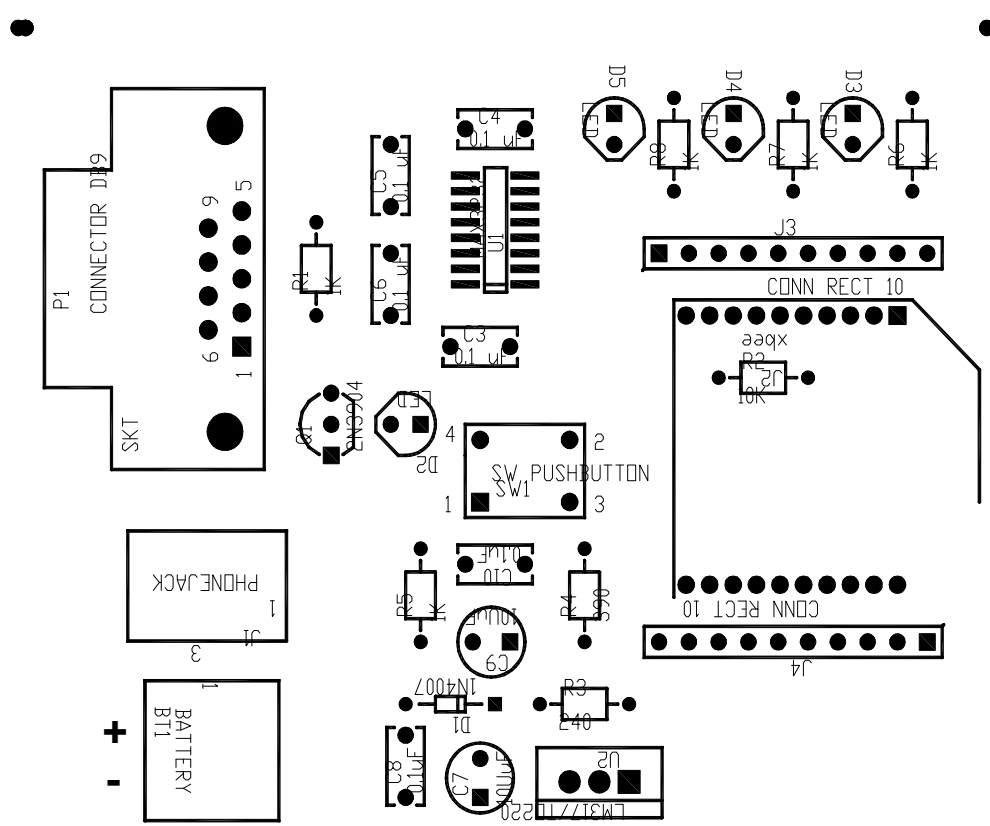 D5
D4
D3
LED
LED
LED
R8
1K
R7
1K
R6
1K
C4
0.1 uF
C5
0.1 uF
U1
CONNECTOR DB9
P1
5
9
6
1
SKT
R1
1K
C6
0.1 uF
C3
0.1 uF
J3
CONN RECT 10
xbee
R2
J2
10K
Q1
2N3904
LED
D2
4
2
SW PUSHBUTTON
SW1
1
3
PHONEJACK
1
J1
3
0.1uF
C10
R5
1K
R4
390
100uF
C9
CONN RECT 10
J4
1N4007
D1
R3
240
1
BATTERY
BT1
+
-
C8
0.1uF
C7
100uF
U2
LM317/TO220